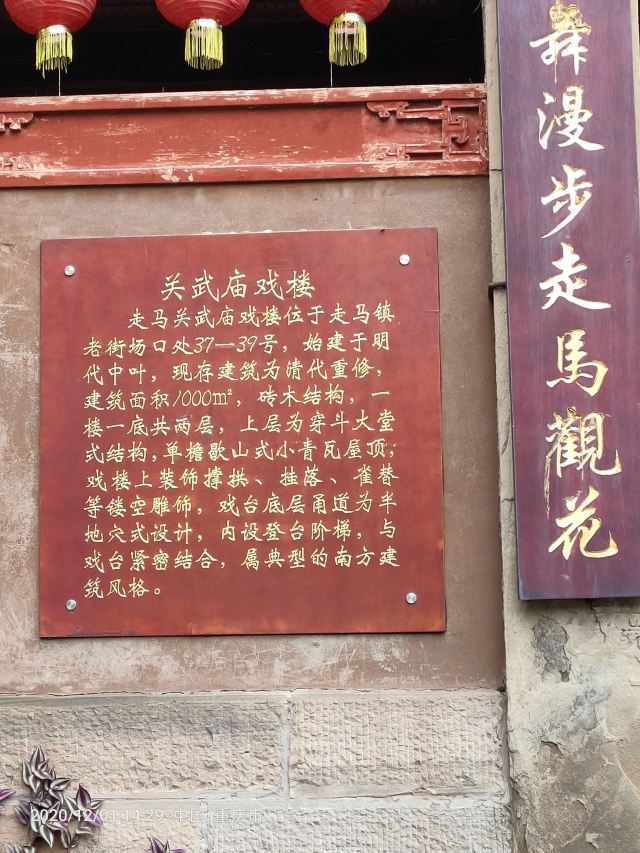 关武庙戏楼
走马关武庙戏楼位于走马镇
老街场口处37—39号，始建于明
代中叶，现存建筑为清代重修，
建筑面积1000㎡，砖木结构，一
楼一底共两层，上层为穿斗大堂
式结构，单檐歇山式小青瓦屋顶；
戏楼上装饰撑拱、挂落、雀替
等镂空雕饰，戏台底层甬道为半
地穴式设计，内设登台阶梯，与
戏台紧密结合，属典型的南方建
筑风格。
舞漫步走馬觀花
2020/12/01 14:29 中国·重庆市